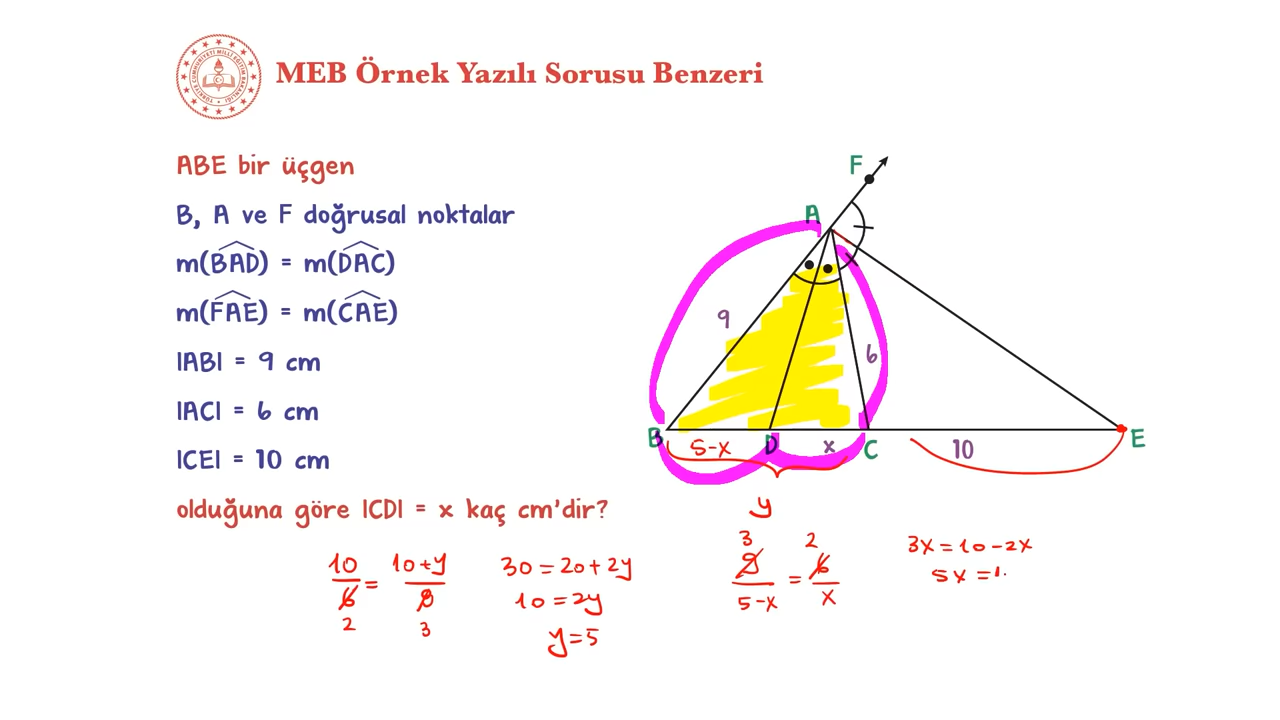 MEB Örnek Yazılı Sorusu Benzeri
ABE bir üçgen
B, A ve F doğrusal noktalar
m(BAD) = m(DAC)
m(FAE) = m(CAE)
|AB| = 9 cm
|AC| = 6 cm
|CE| = 10 cm
olduğuna göre |CD| = x kaç cm'dir?
F
A
9
6
B
5-x
D
x
C
10
E
y
10/6 = 10+y/9
2 3
30 = 20 + 2y
10 = 2y
y = 5
3 2
9/5-x = 6/x
3x = 10 - 2x
5x = 1